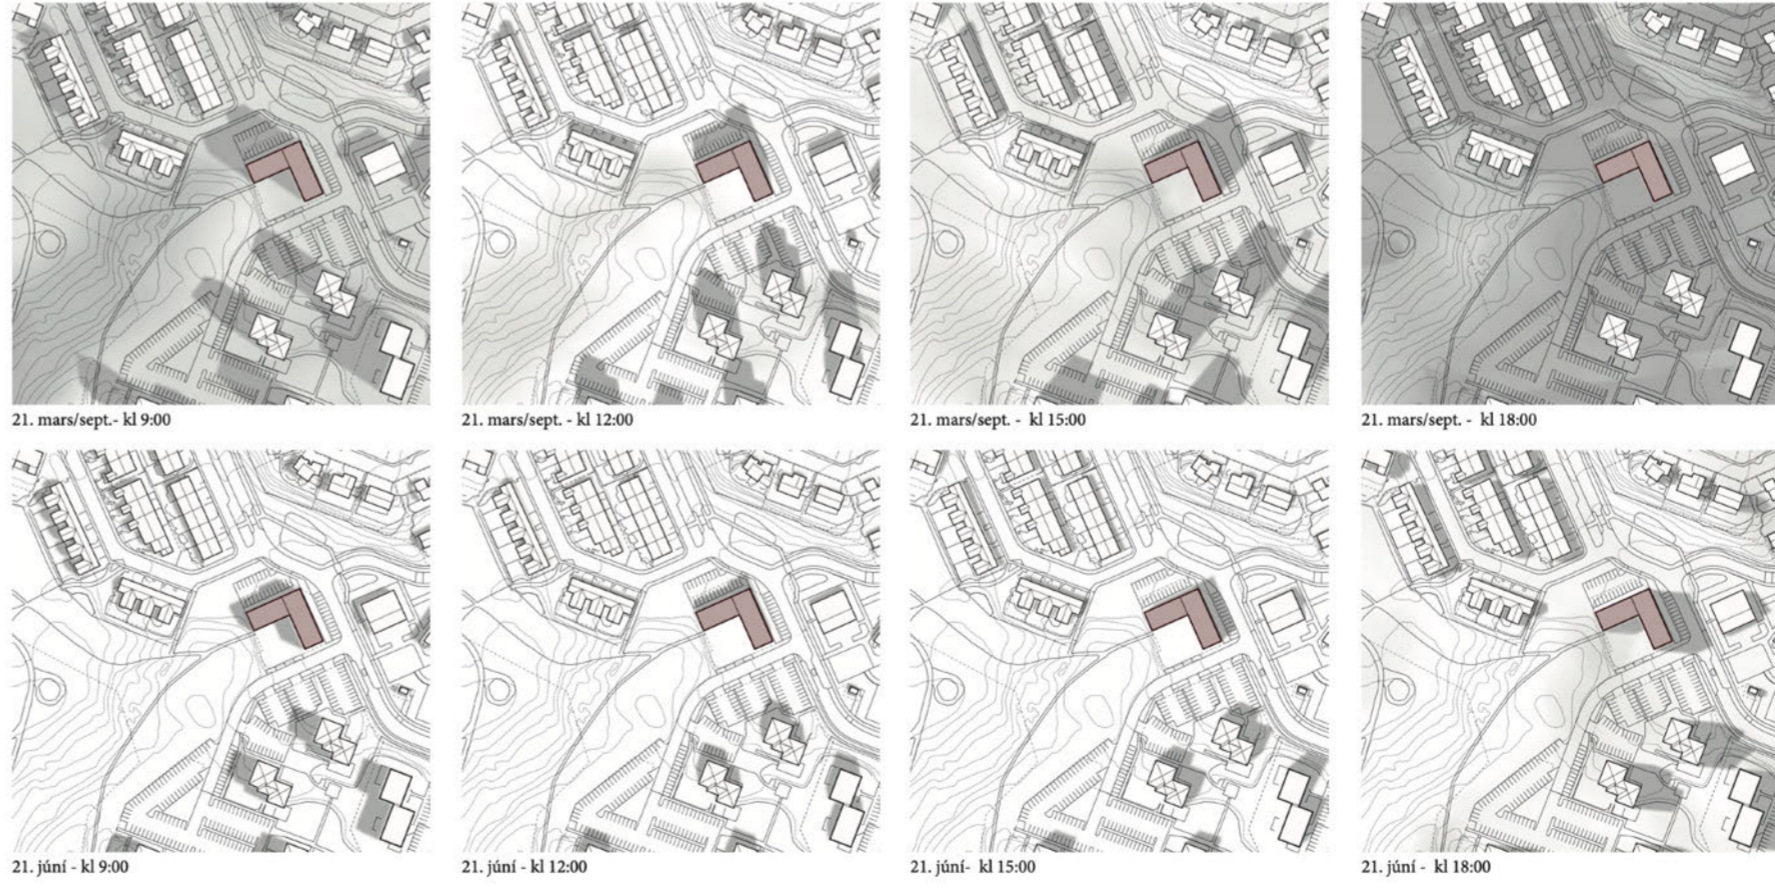 21. mars/sept.- kl 9:00
21. mars/sept. - kl 12:00
21. mars/sept. - kl 15:00
21. mars/sept. - kl 18:00
21. júní - kl 9:00
21. júní - kl 12:00
21. júní- kl 15:00
21. júní - kl 18:00